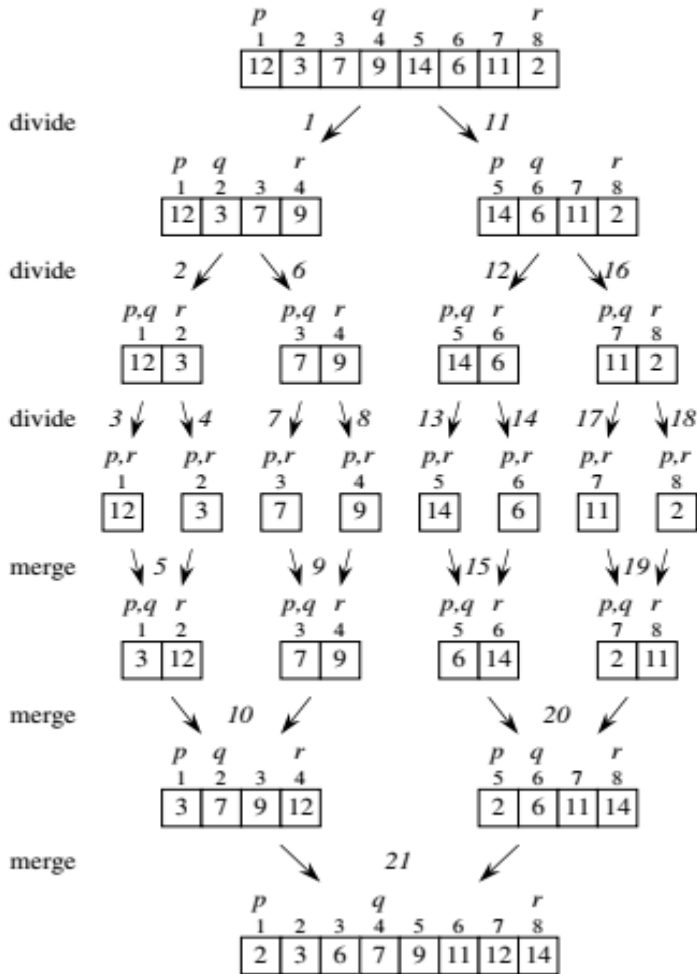 p q r
1 2 3 4 5 6 7 8
12 3 7 9 14 6 11 2
divide 1 11
p q r p q r
1 2 3 4 5 6 7 8
12 3 7 9 14 6 11 2
divide 2 6 12 16
p,q r p,q r p,q r p,q r
1 2 3 4 5 6 7 8
12 3 7 9 14 6 11 2
divide 3 4 7 8 13 14 17 18
p,r p,r p,r p,r p,r p,r p,r p,r
1 2 3 4 5 6 7 8
12 3 7 9 14 6 11 2
merge 5 9 15 19
p,q r p,q r p,q r p,q r
1 2 3 4 5 6 7 8
3 12 7 9 6 14 2 11
merge 10 20
p q r p q r
1 2 3 4 5 6 7 8
3 7 9 12 2 6 11 14
merge 21
p q r
1 2 3 4 5 6 7 8
2 3 6 7 9 11 12 14